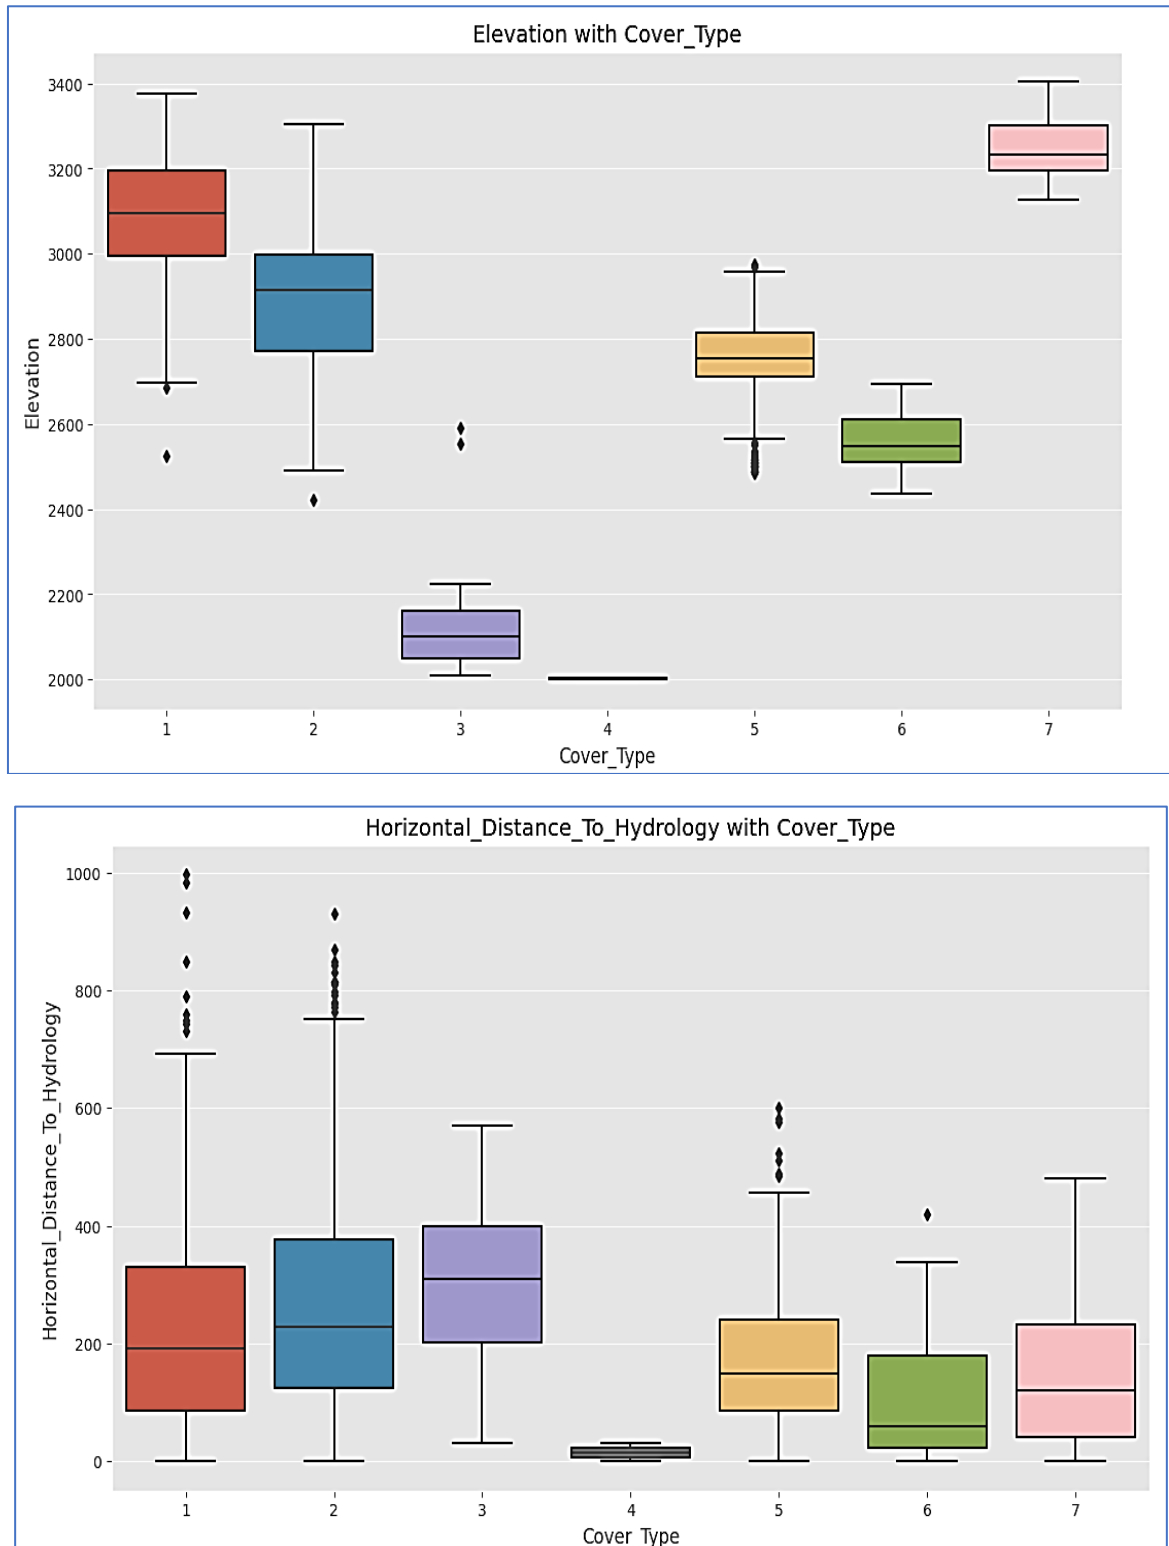 Elevation with Cover_Type
3400
3200
3000
2800
2600
2400
2200
2000
Elevation
1 2 3 4 5 6 7
Cover_Type
Horizontal_Distance_To_Hydrology with Cover_Type
1000
800
600
400
200
0
Horizontal_Distance_To_Hydrology
1 2 3 4 5 6 7
Cover_Type